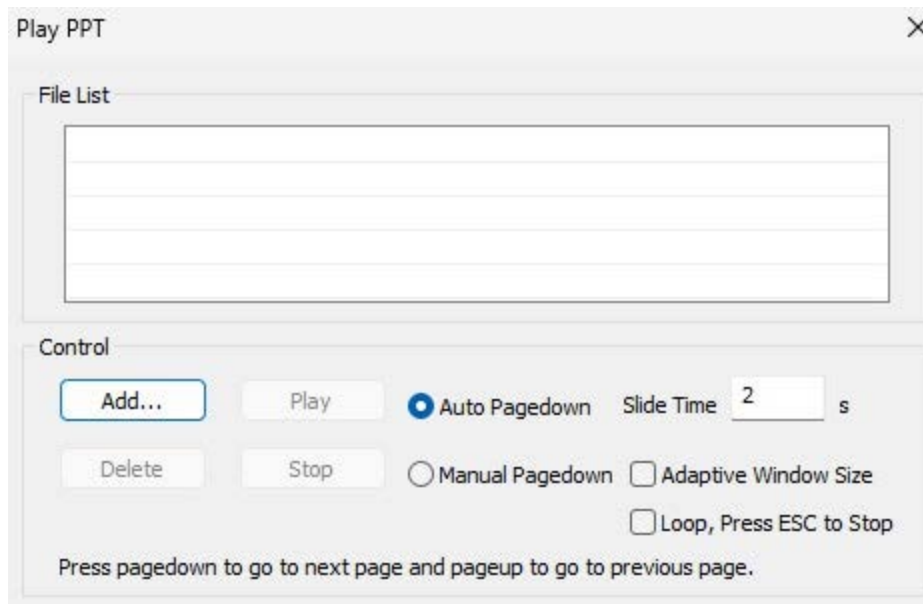 Play PPT
File List
Control
Add... Play Auto Pagedown Slide Time 2 s
Delete Stop Manual Pagedown Adaptive Window Size
Loop, Press ESC to Stop
Press pagedown to go to next page and pageup to go to previous page.